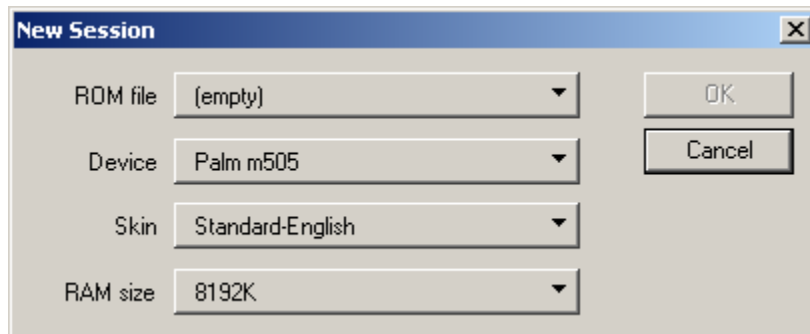 New Session
ROM file (empty) OK
Device Palm m505 Cancel
Skin Standard-English
RAM size 8192K